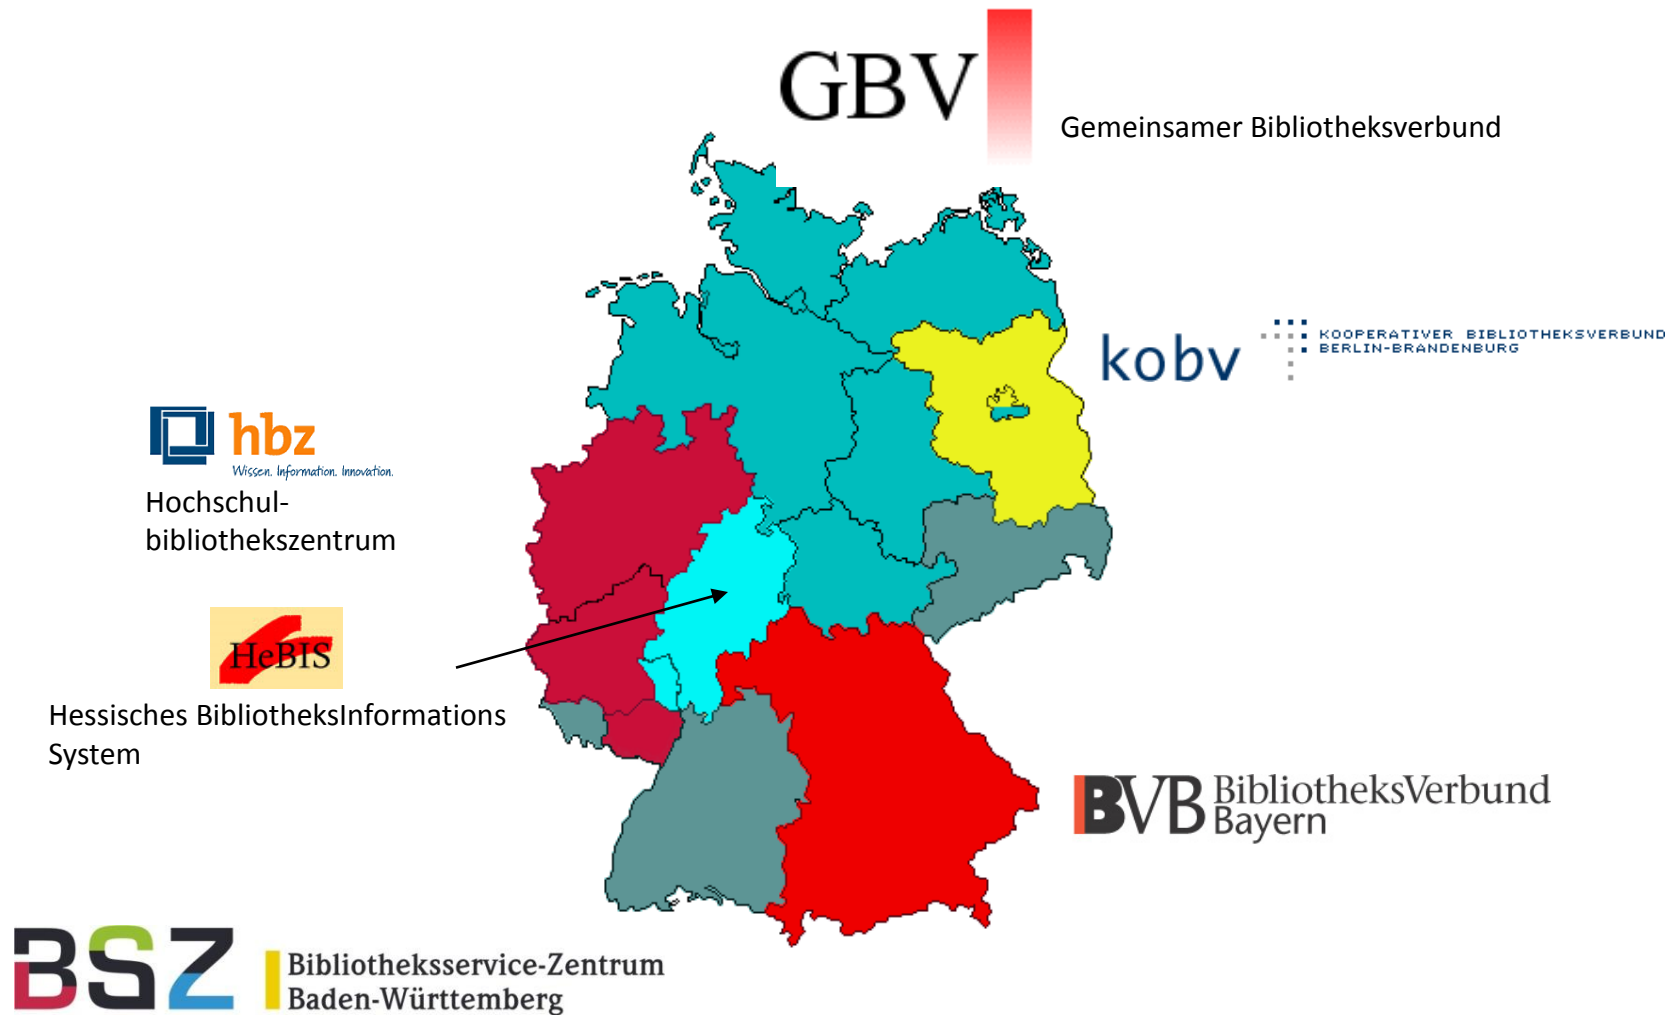 GBV
Gemeinsamer Bibliotheksverbund
kobv
KOOPERATIVER BIBLIOTHEKSVERBUND
BERLIN-BRANDENBURG
hbz
Wissen. Information. Innovation.
Hochschul-
bibliothekszentrum
HeBIS
Hessisches BibliotheksInformations
System
BVB
BibliotheksVerbund
Bayern
BSZ
Bibliotheksservice-Zentrum
Baden-Württemberg